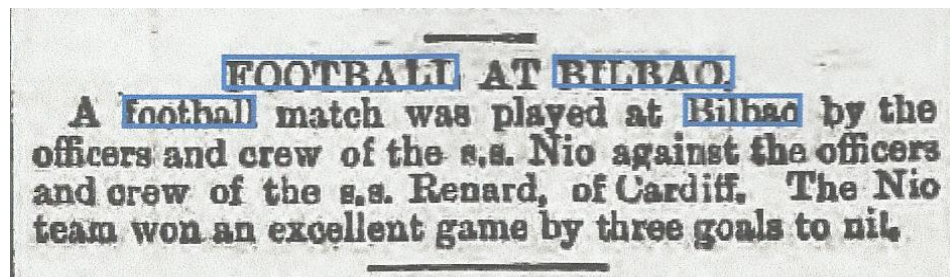 FOOTBALL AT BILBAO.
A football match was played at Bilbao by the
officers and crew of the s.s. Nio against the officers
and crew of the s.s. Renard, of Cardiff. The Nio
team won an excellent game by three goals to nil.